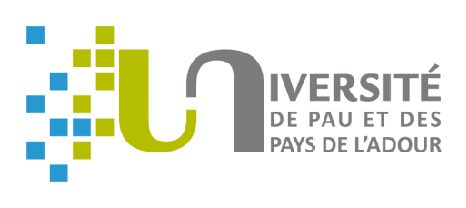 UNIVERSITÉ
DE PAU ET DES
PAYS DE L'ADOUR